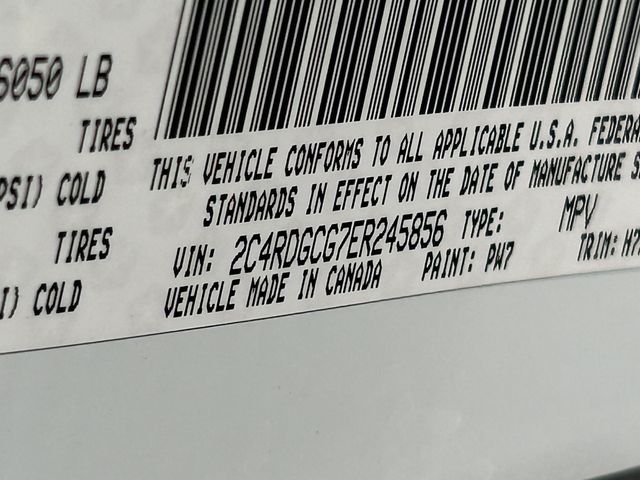 6050 LB
TIRES
PSI) COLD
TIRES
I) COLD
THIS VEHICLE CONFORMS TO ALL APPLICABLE U.S.A. FEDERA
STANDARDS IN EFFECT ON THE DATE OF MANUFACTURE S
VIN: 2C4RDGCG7ER245856 TYPE: MPV
VEHICLE MADE IN CANADA PAINT: PW7 TRIM: H7